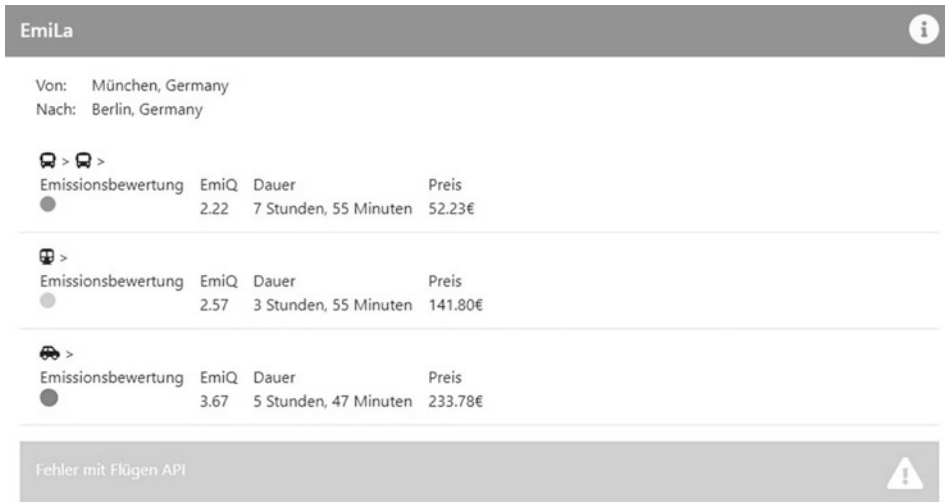 EmiLa
Von: München, Germany
Nach: Berlin, Germany
> >
Emissionsbewertung EmiQ Dauer Preis
2.22 7 Stunden, 55 Minuten 52.23€
>
Emissionsbewertung EmiQ Dauer Preis
2.57 3 Stunden, 55 Minuten 141.80€
>
Emissionsbewertung EmiQ Dauer Preis
3.67 5 Stunden, 47 Minuten 233.78€
Fehler mit Flügen API